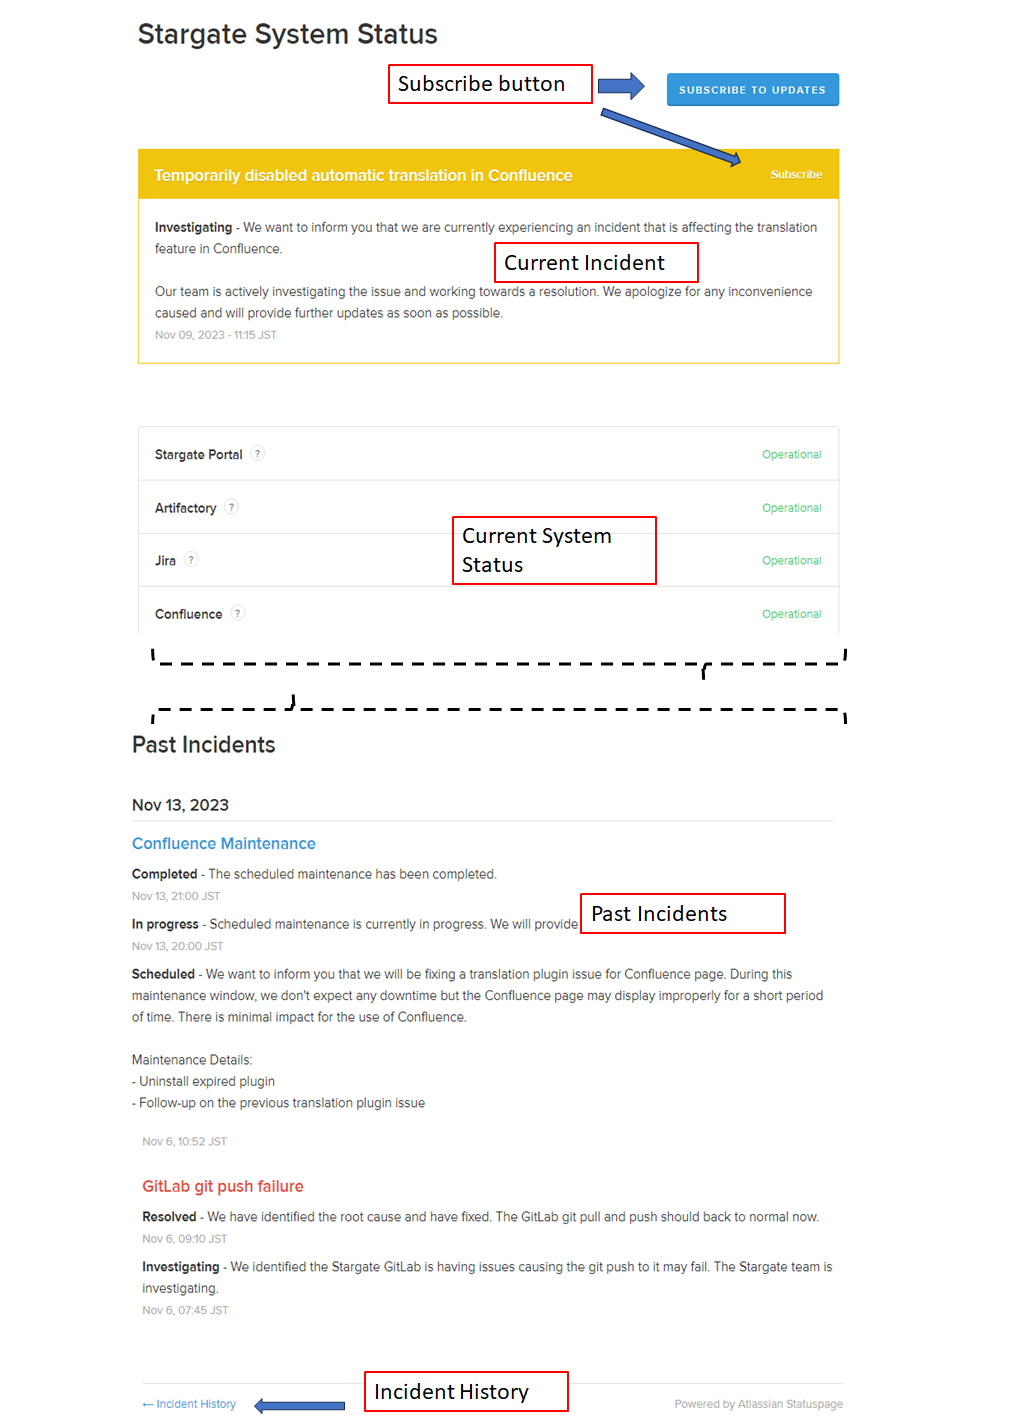 Stargate System Status
Subscribe button
SUBSCRIBE TO UPDATES
Temporarily disabled automatic translation in Confluence
Subscribe
Investigating - We want to inform you that we are currently experiencing an incident that is affecting the translation
feature in Confluence.
Current Incident
Our team is actively investigating the issue and working towards a resolution. We apologize for any inconvenience
caused and will provide further updates as soon as possible.
Nov 09, 2023 - 11:15 JST
Stargate Portal ?
Operational
Artifactory ?
Operational
Current System
Status
Jira ?
Operational
Confluence ?
Operational
Past Incidents
Nov 13, 2023
Confluence Maintenance
Completed - The scheduled maintenance has been completed.
Nov 13, 21:00 JST
In progress - Scheduled maintenance is currently in progress. We will provide
Past Incidents
Nov 13, 20:00 JST
Scheduled - We want to inform you that we will be fixing a translation plugin issue for Confluence page. During this
maintenance window, we don't expect any downtime but the Confluence page may display improperly for a short period
of time. There is minimal impact for the use of Confluence.
Maintenance Details:
- Uninstall expired plugin
- Follow-up on the previous translation plugin issue
Nov 6, 10:52 JST
GitLab git push failure
Resolved - We have identified the root cause and have fixed. The GitLab git pull and push should back to normal now.
Nov 6, 09:10 JST
Investigating - We identified the Stargate GitLab is having issues causing the git push to it may fail. The Stargate team is
investigating.
Nov 6, 07:45 JST
← Incident History
Incident History
Powered by Atlassian Statuspage